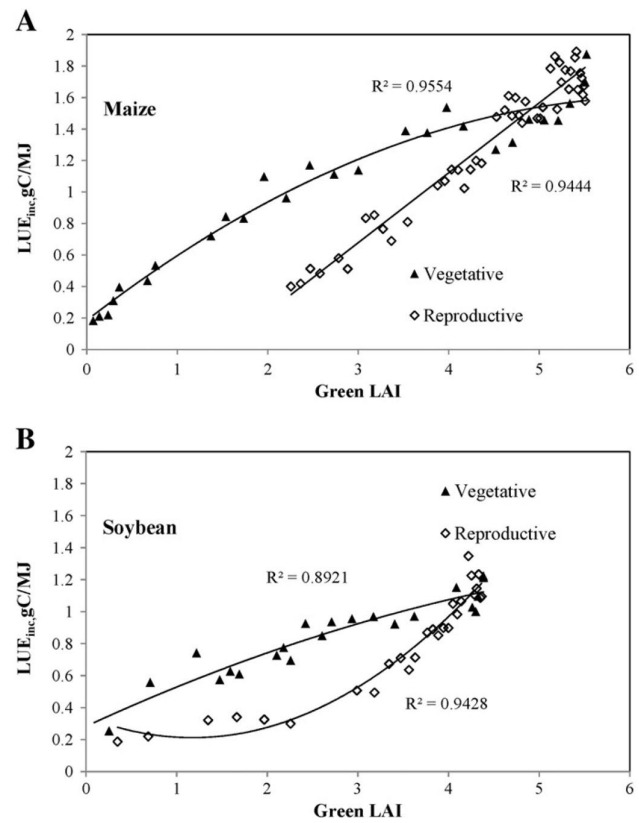 A
2
1.8
1.6
1.4
1.2
1
0.8
0.6
0.4
0.2
0
LUEinc,gC/MJ
Maize
R² = 0.9554
R² = 0.9444
▲ Vegetative
◇ Reproductive
0 1 2 3 4 5 6
Green LAI
B
2
1.8
1.6
1.4
1.2
1
0.8
0.6
0.4
0.2
0
LUEinc,gC/MJ
▲ Vegetative
◇ Reproductive
Soybean
R² = 0.8921
R² = 0.9428
0 1 2 3 4 5 6
Green LAI